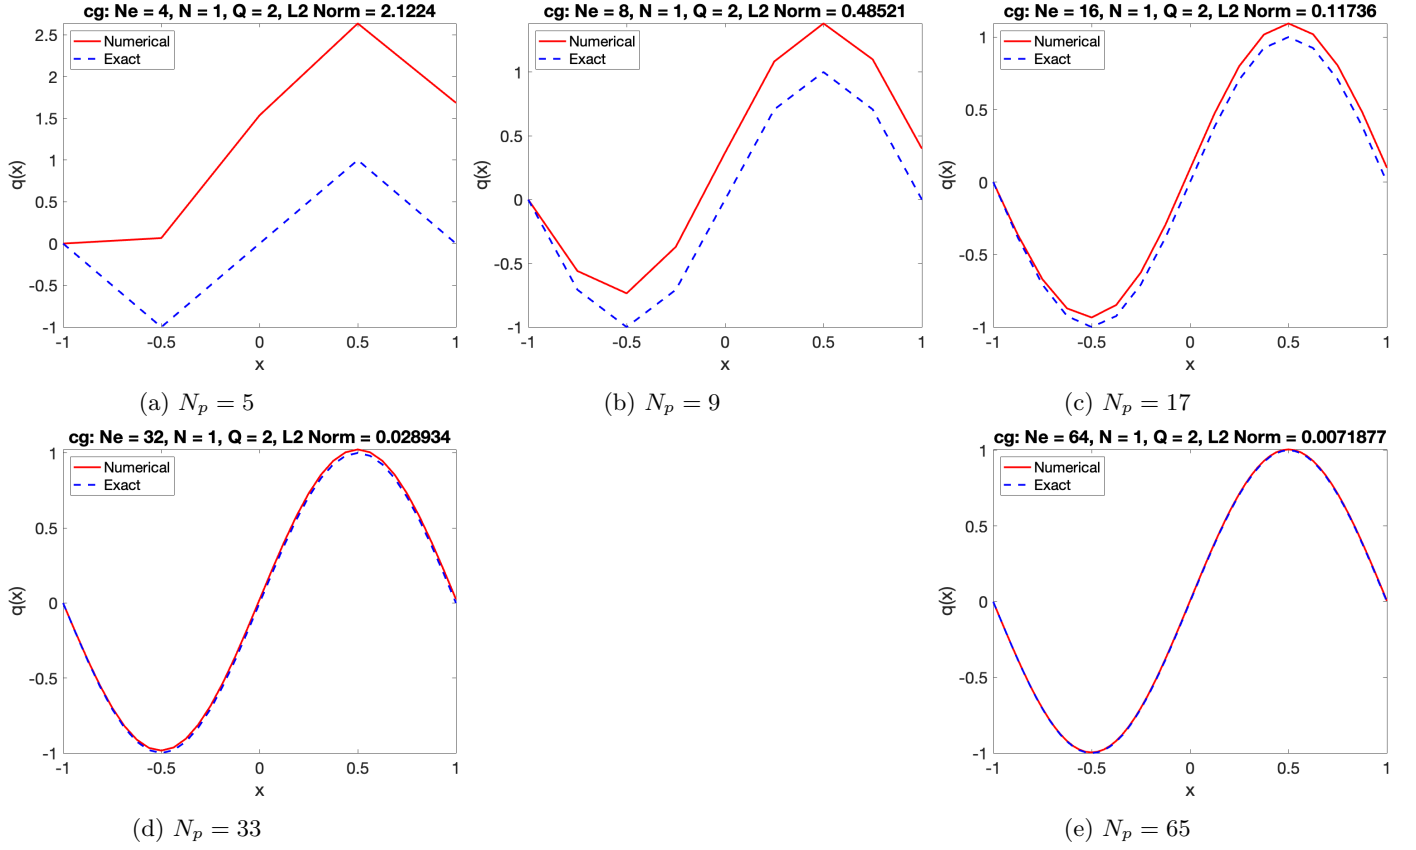 cg: Ne = 4, N = 1, Q = 2, L2 Norm = 2.1224
Numerical
Exact
2.5
2
1.5
1
0.5
0
-0.5
-1
q(x)
-1 -0.5 0 0.5 1
x
(a) Nₚ = 5
cg: Ne = 8, N = 1, Q = 2, L2 Norm = 0.48521
Numerical
Exact
1
0.5
0
-0.5
-1
q(x)
-1 -0.5 0 0.5 1
x
(b) Nₚ = 9
cg: Ne = 16, N = 1, Q = 2, L2 Norm = 0.11736
Numerical
Exact
1
0.5
0
-0.5
-1
q(x)
-1 -0.5 0 0.5 1
x
(c) Nₚ = 17
cg: Ne = 32, N = 1, Q = 2, L2 Norm = 0.028934
Numerical
Exact
1
0.5
0
-0.5
-1
q(x)
-1 -0.5 0 0.5 1
x
(d) Nₚ = 33
cg: Ne = 64, N = 1, Q = 2, L2 Norm = 0.0071877
Numerical
Exact
1
0.5
0
-0.5
-1
q(x)
-1 -0.5 0 0.5 1
x
(e) Nₚ = 65